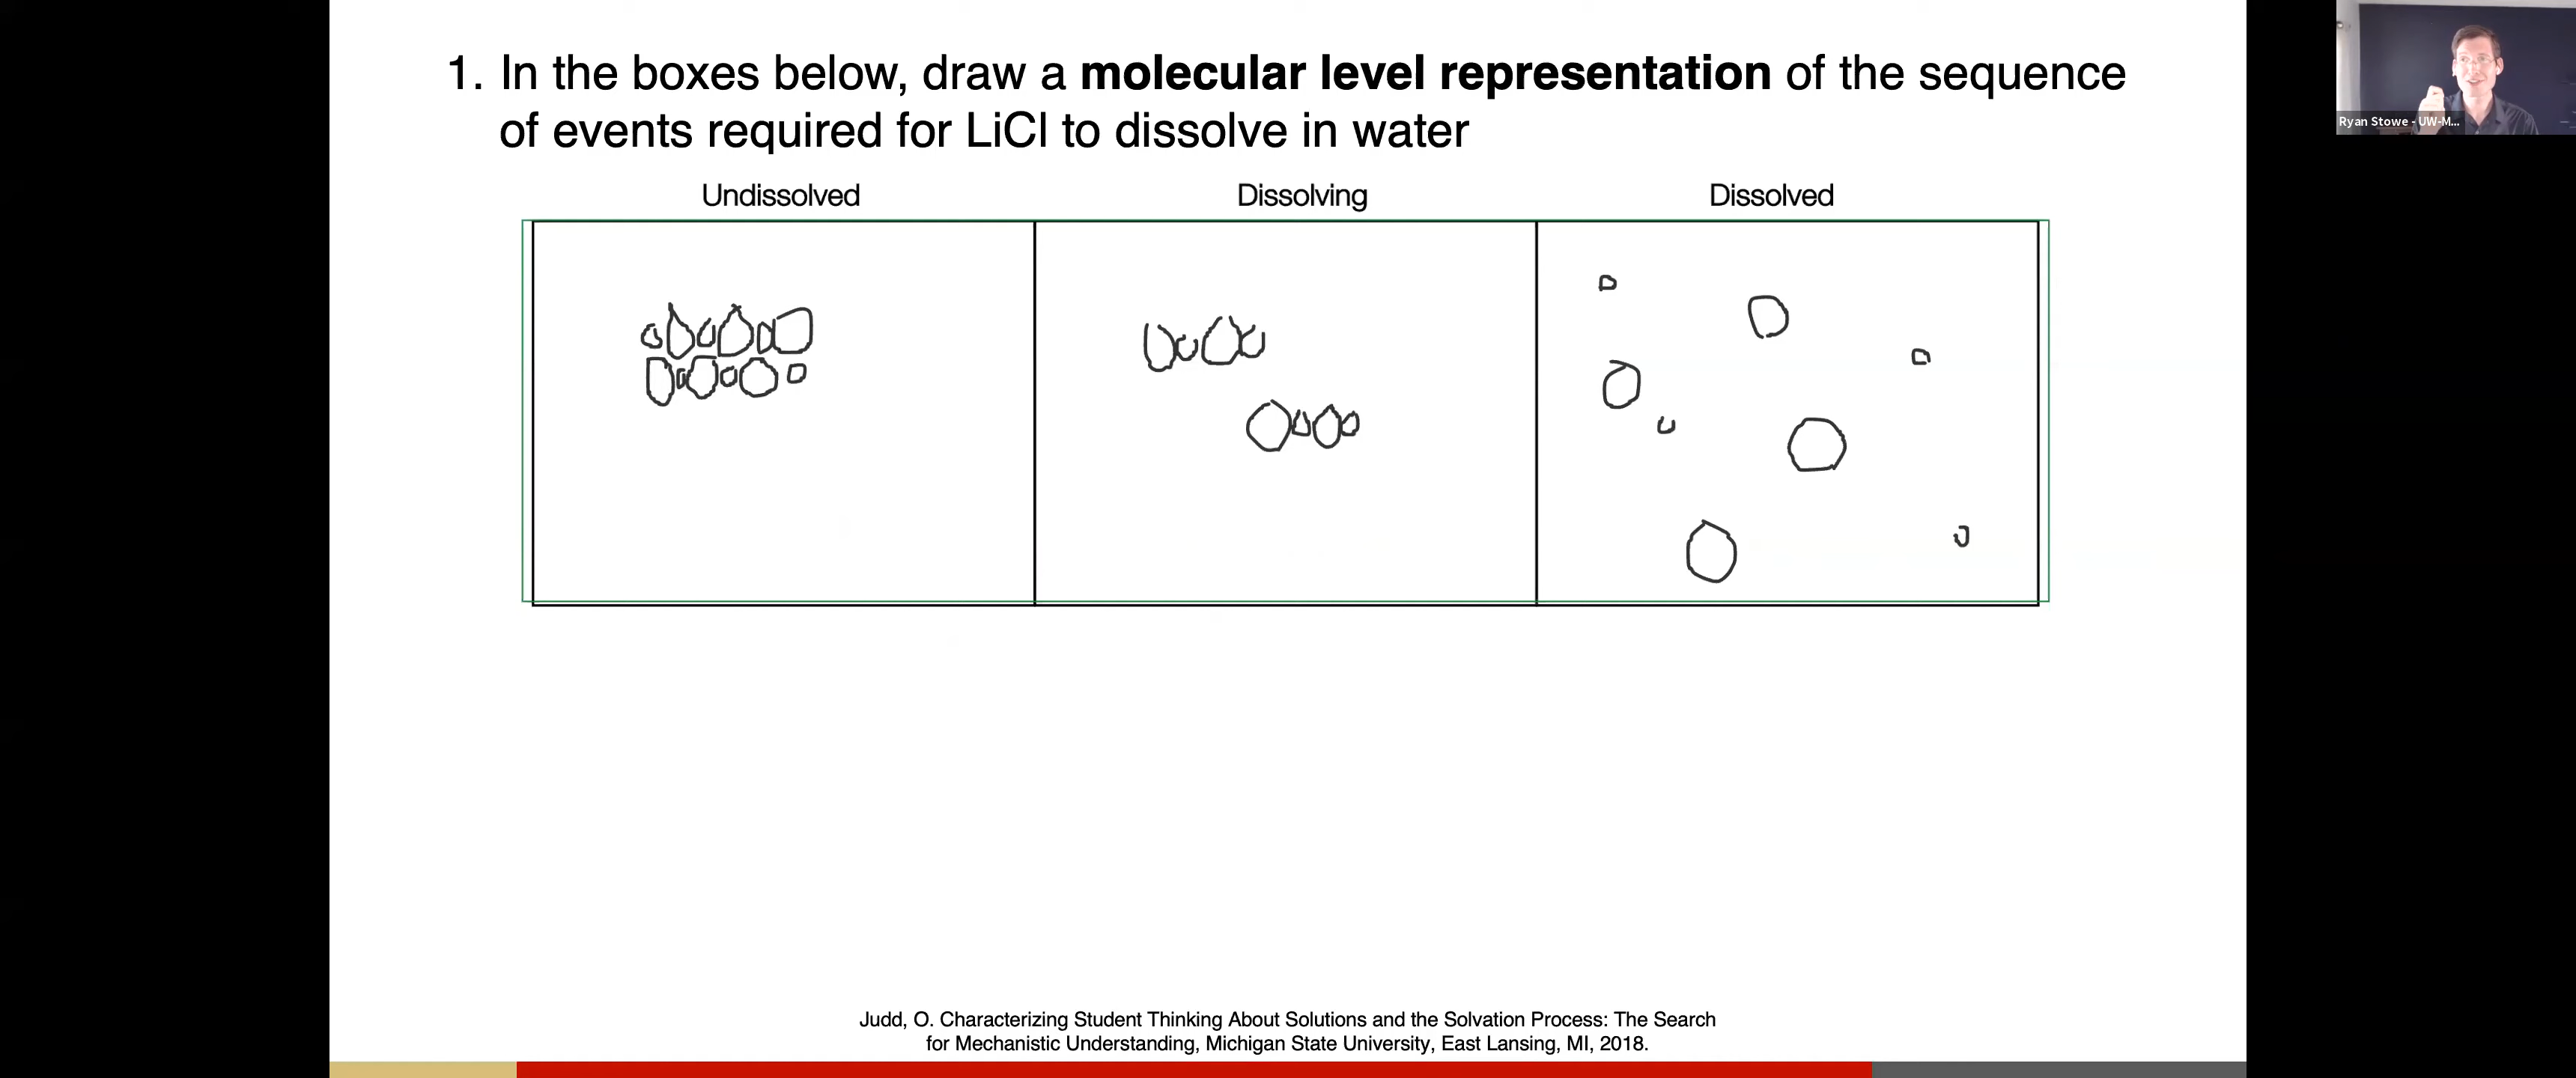 1. In the boxes below, draw a molecular level representation of the sequence
of events required for LiCl to dissolve in water
Undissolved
Dissolving
Dissolved
Judd, O. Characterizing Student Thinking About Solutions and the Solvation Process: The Search
for Mechanistic Understanding, Michigan State University, East Lansing, MI, 2018.
Ryan Stowe - UW-M...